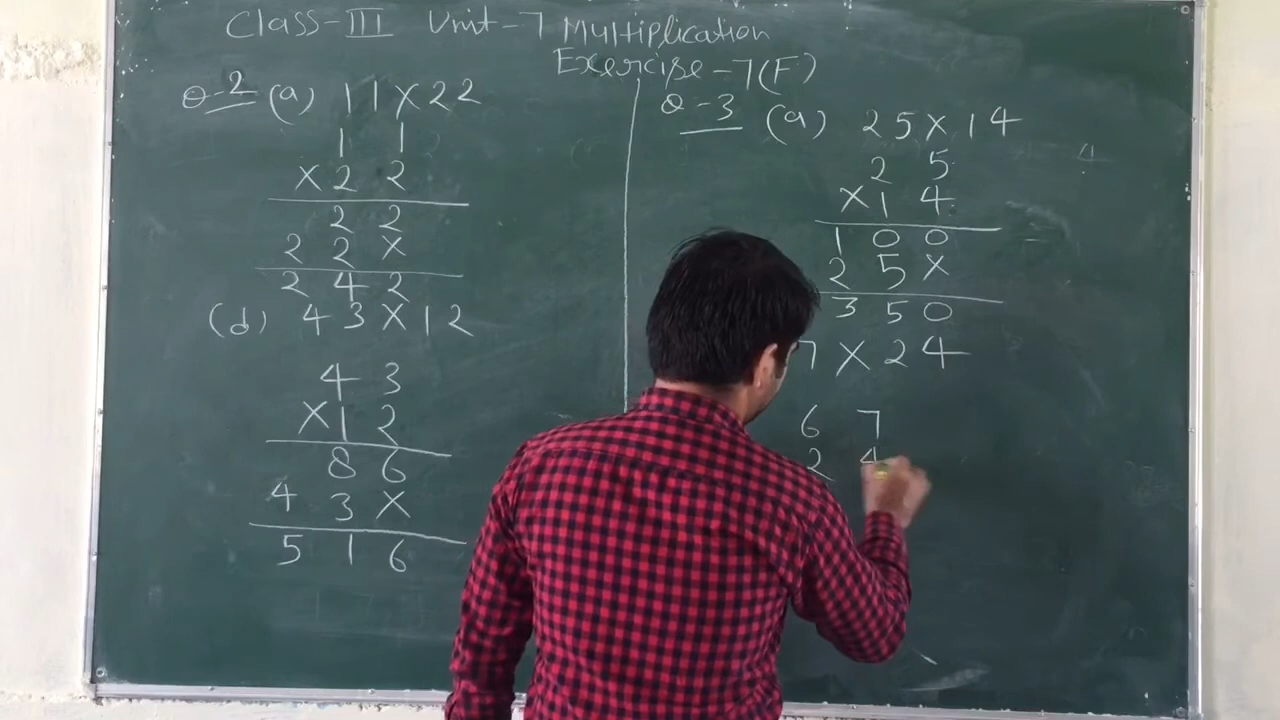 Class-III Unit-7 Multiplication
Exercise-7(F)
Q-2 (a) 11×22
1 1
×2 2
2 2
2 2 ×
2 4 2
(d) 43×12
4 3
×1 2
8 6
4 3 ×
5 1 6
Q-3 (a) 25×14
2 5
×1 4
1 0 0
2 5 ×
3 5 0
7×24
6 7
2 4
4